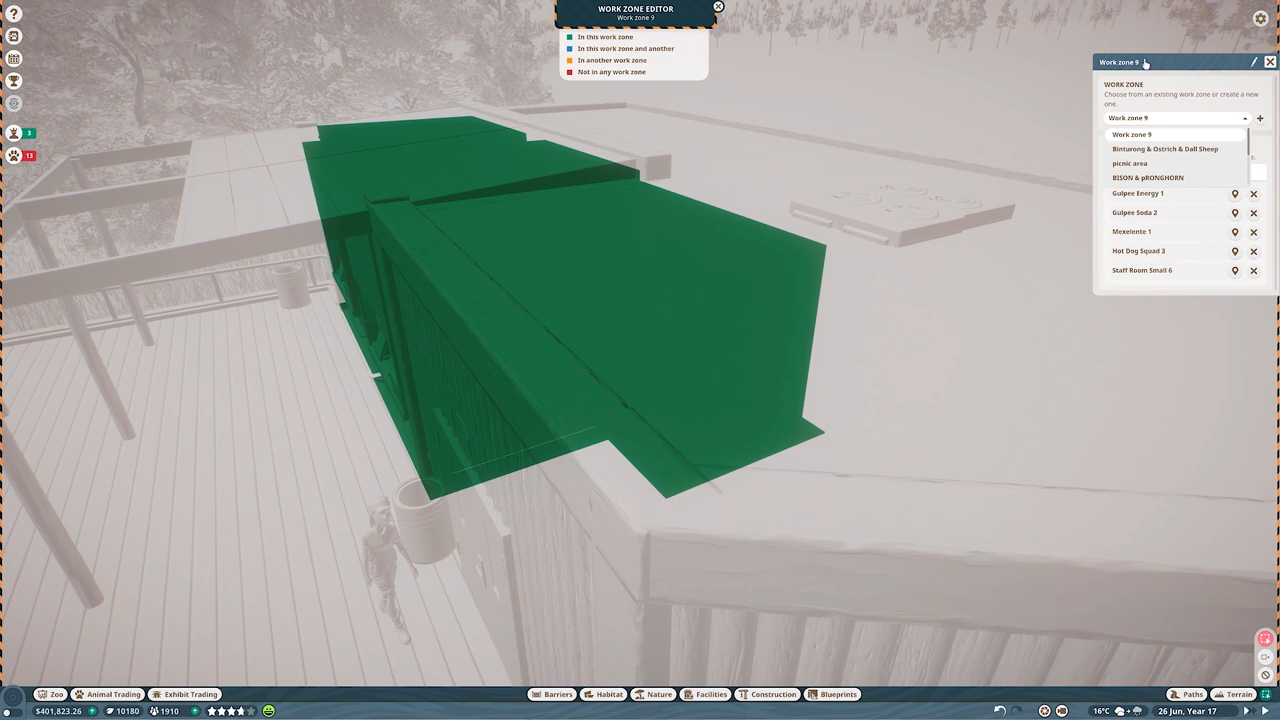 WORK ZONE EDITOR
Work zone 9
In this work zone
In this work zone and another
In another work zone
Not in any work zone
3
13
Work zone 9
WORK ZONE
Choose from an existing work zone or create a new
one.
Work zone 9
Work zone 9
Binturong & Ostrich & Dall Sheep
picnic area
BISON & pRONGHORN
Gulpee Energy 1
Gulpee Soda 2
Mexelente 1
Hot Dog Squad 3
Staff Room Small 6
Zoo
Animal Trading
Exhibit Trading
Barriers
Habitat
Nature
Facilities
Construction
Blueprints
Paths
Terrain
$401,823.26
10180
1910
16°C
26 Jun, Year 17